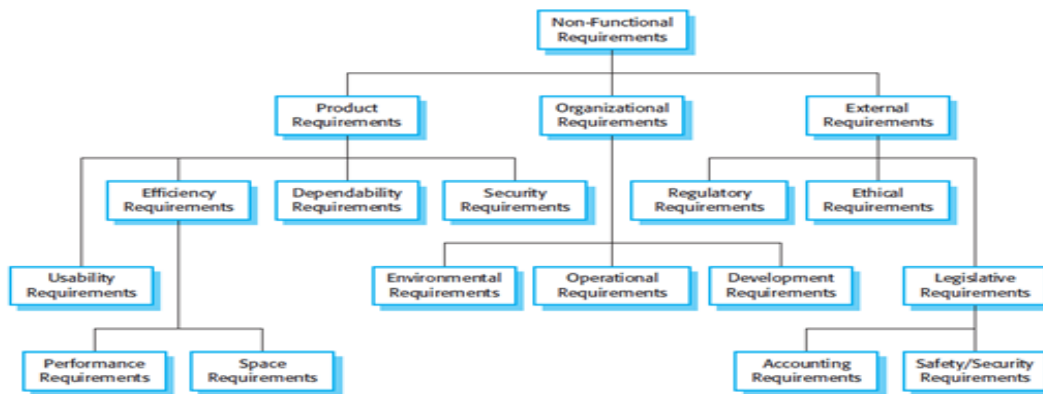 Non-Functional
Requirements
Product
Requirements
Organizational
Requirements
External
Requirements
Efficiency
Requirements
Dependability
Requirements
Security
Requirements
Regulatory
Requirements
Ethical
Requirements
Usability
Requirements
Environmental
Requirements
Operational
Requirements
Development
Requirements
Legislative
Requirements
Performance
Requirements
Space
Requirements
Accounting
Requirements
Safety/Security
Requirements